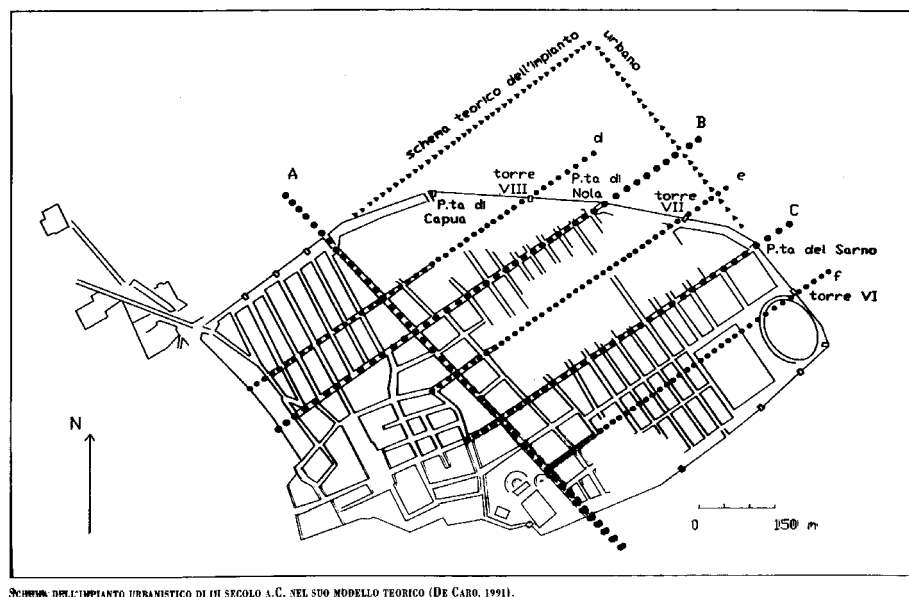 schema teorico dell'impianto
urbano
A
d
B
torre
VIII
P.ta di
Nola
e
P.ta di
Capua
torre
VII
C
P.ta del Sarno
f
torre VI
N
0 150 m
SCHEMA DELL'IMPIANTO URBANISTICO DI III SECOLO A.C. NEL SUO MODELLO TEORICO (DE CARO, 1991).